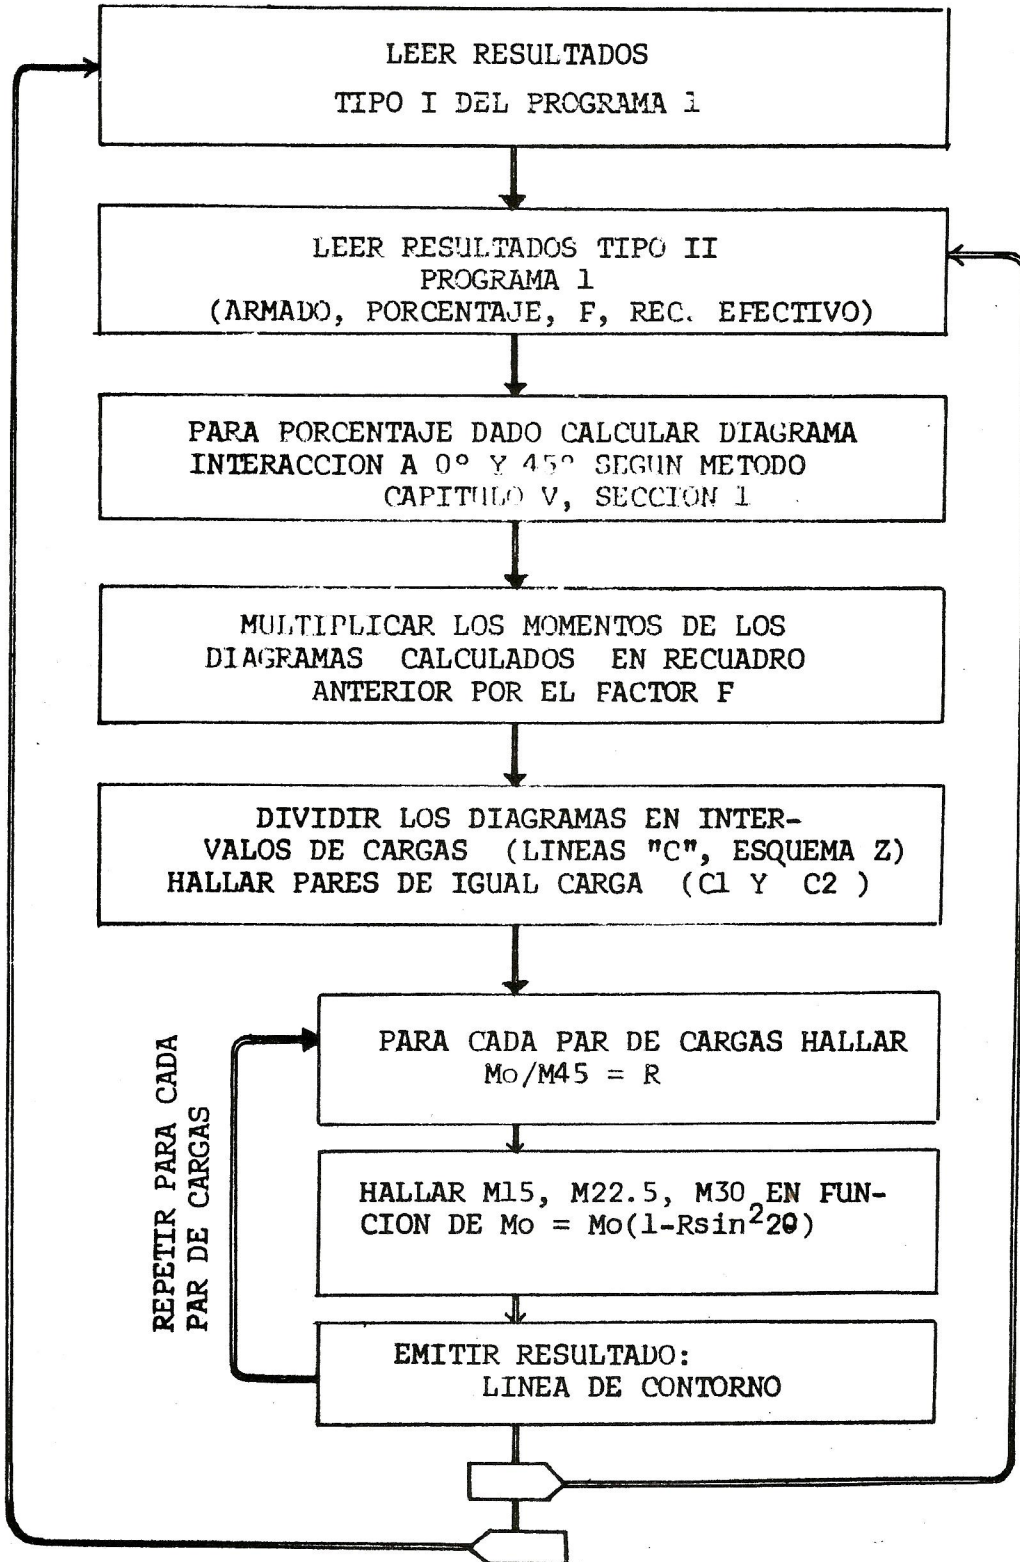 LEER RESULTADOS
TIPO I DEL PROGRAMA 1
LEER RESULTADOS TIPO II
PROGRAMA 1
(ARMADO, PORCENTAJE, F, REC. EFECTIVO)
PARA PORCENTAJE DADO CALCULAR DIAGRAMA
INTERACCION A 0º Y 45º SEGUN METODO
CAPITULO V, SECCION 1
MULTIPLICAR LOS MOMENTOS DE LOS
DIAGRAMAS CALCULADOS EN RECUADRO
ANTERIOR POR EL FACTOR F
DIVIDIR LOS DIAGRAMAS EN INTER-
VALOS DE CARGAS (LINEAS "C", ESQUEMA Z)
HALLAR PARES DE IGUAL CARGA (C1 Y C2 )
PARA CADA PAR DE CARGAS HALLAR
Mo/M45 = R
REPETIR PARA CADA
PAR DE CARGAS
HALLAR M15, M22.5, M30 EN FUN-
CION DE Mo = Mo(1-Rsin²2θ)
EMITIR RESULTADO:
LINEA DE CONTORNO